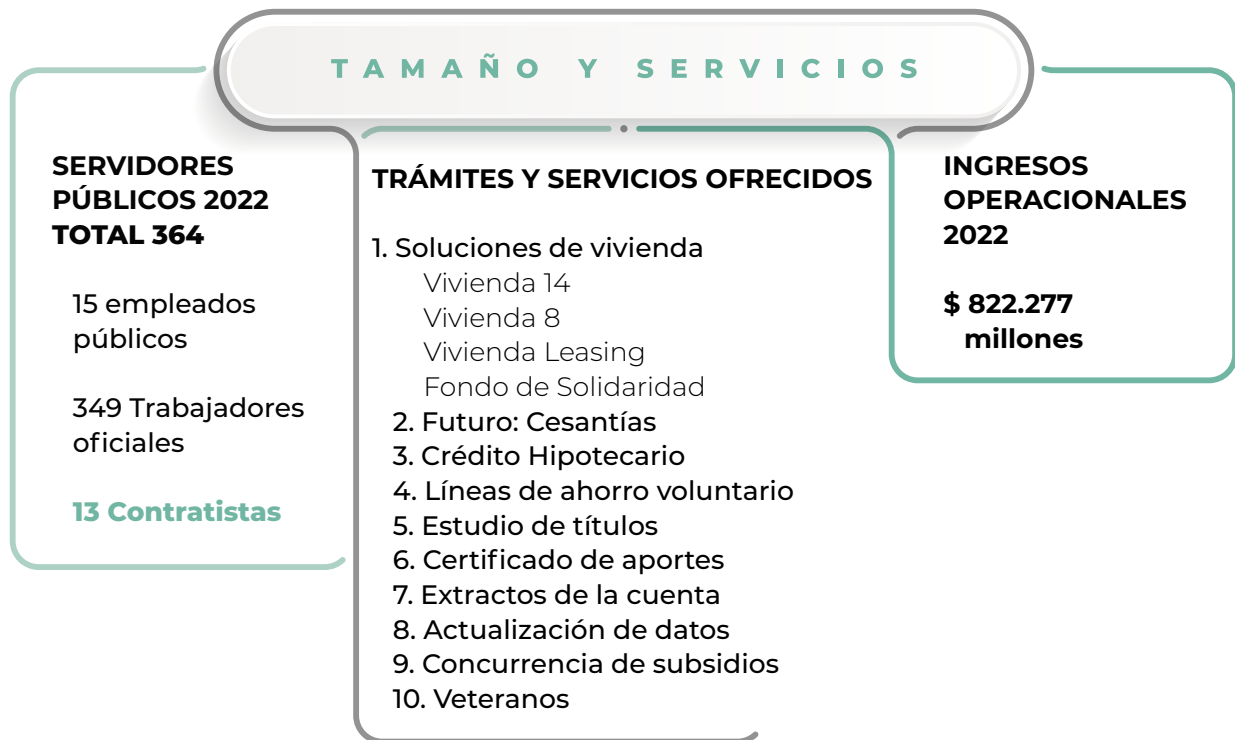 TAMAÑO Y SERVICIOS
SERVIDORES
PÚBLICOS 2022
TOTAL 364
15 empleados
públicos
349 Trabajadores
oficiales
13 Contratistas
TRÁMITES Y SERVICIOS OFRECIDOS
1. Soluciones de vivienda
Vivienda 14
Vivienda 8
Vivienda Leasing
Fondo de Solidaridad
2. Futuro: Cesantías
3. Crédito Hipotecario
4. Líneas de ahorro voluntario
5. Estudio de títulos
6. Certificado de aportes
7. Extractos de la cuenta
8. Actualización de datos
9. Concurrencia de subsidios
10. Veteranos
INGRESOS
OPERACIONALES
2022
$ 822.277
millones